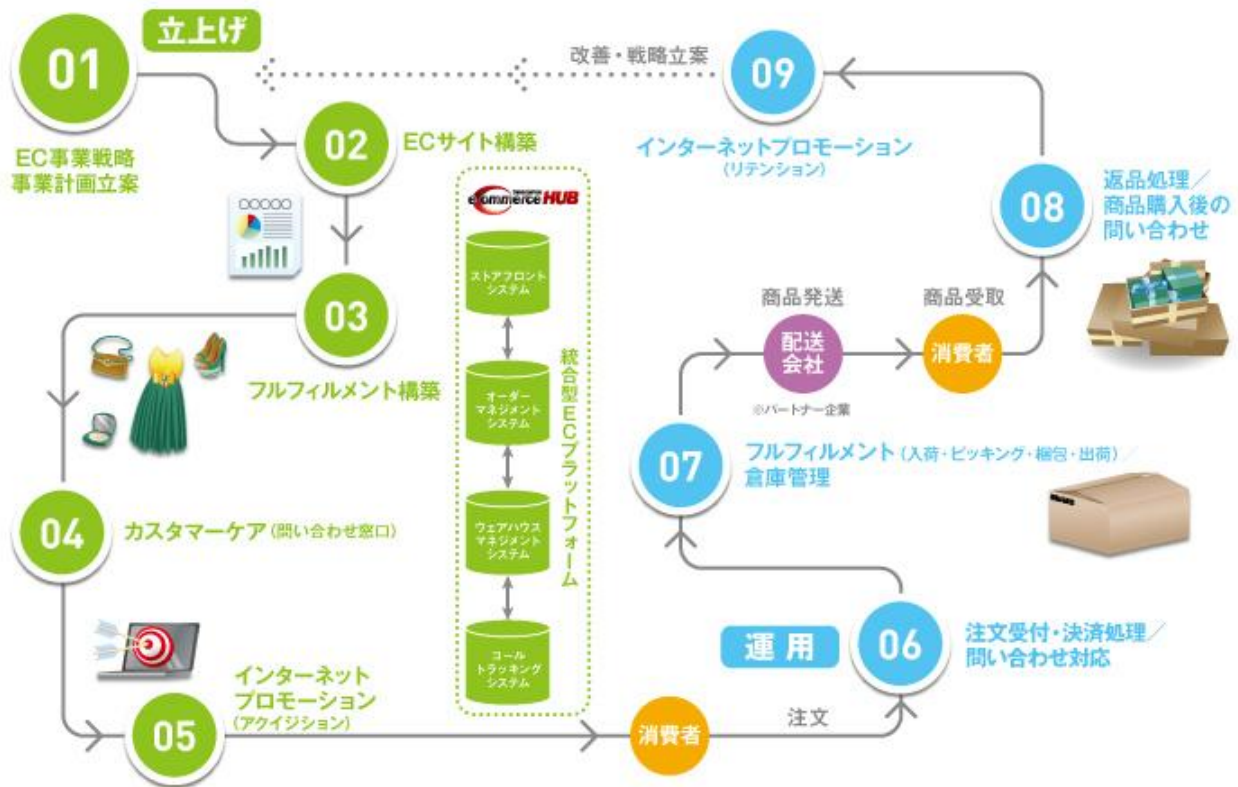 立上げ
01
EC事業戦略
事業計画立案
02
ECサイト構築
03
フルフィルメント構築
04
カスタマーケア(問い合わせ窓口)
05
インターネット
プロモーション
(アクイジション)
ecommerce HUB
ストアフロント
システム
オーダー
マネジメント
システム
ウェアハウス
マネジメント
システム
コール
トラッキング
システム
統合型ECプラットフォーム
消費者
注文
運用
06
注文受付・決済処理／
問い合わせ対応
07
フルフィルメント(入荷・ピッキング・梱包・出荷)／
倉庫管理
商品発送
配送
会社
※パートナー企業
商品受取
消費者
08
返品処理／
商品購入後の
問い合わせ
09
インターネットプロモーション
(リテンション)
改善・戦略立案